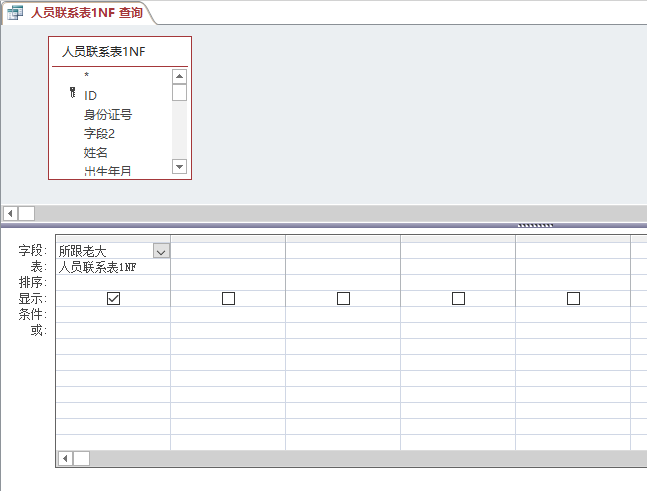 人员联系表1NF 查询
人员联系表1NF
*
ID
身份证号
字段2
姓名
出生年月
字段: 所跟老大
表: 人员联系表1NF
排序:
显示:
条件:
或: